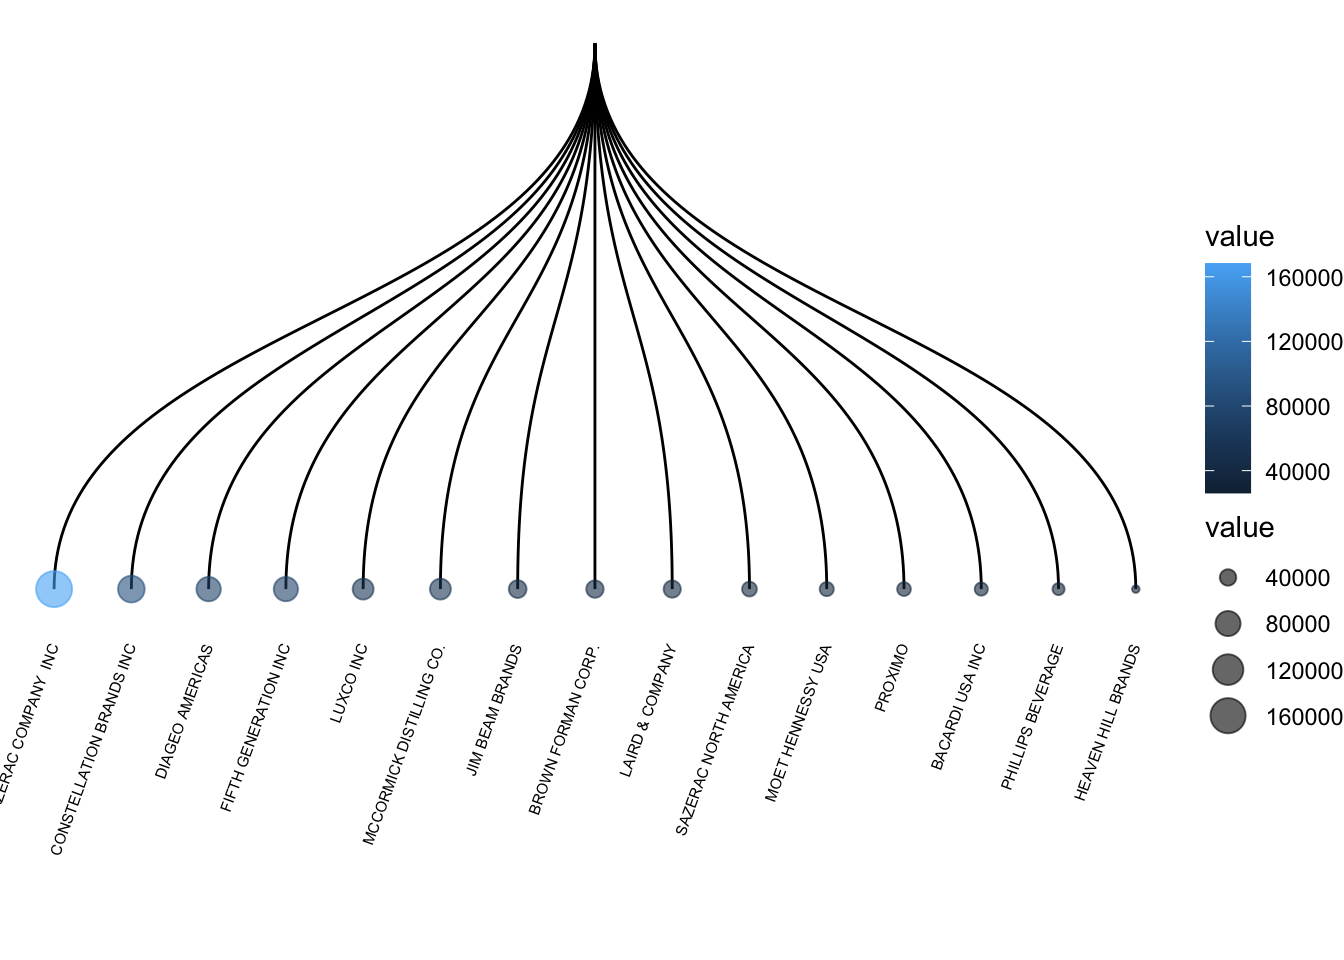 value
160000
120000
80000
40000
value
40000
80000
120000
160000
ZERAC COMPANY  INC
CONSTELLATION BRANDS INC
DIAGEO AMERICAS
FIFTH GENERATION INC
LUXCO INC
MCCORMICK DISTILLING CO.
JIM BEAM BRANDS
BROWN FORMAN CORP.
LAIRD & COMPANY
SAZERAC NORTH AMERICA
MOET HENNESSY USA
PROXIMO
BACARDI USA INC
PHILLIPS BEVERAGE
HEAVEN HILL BRANDS